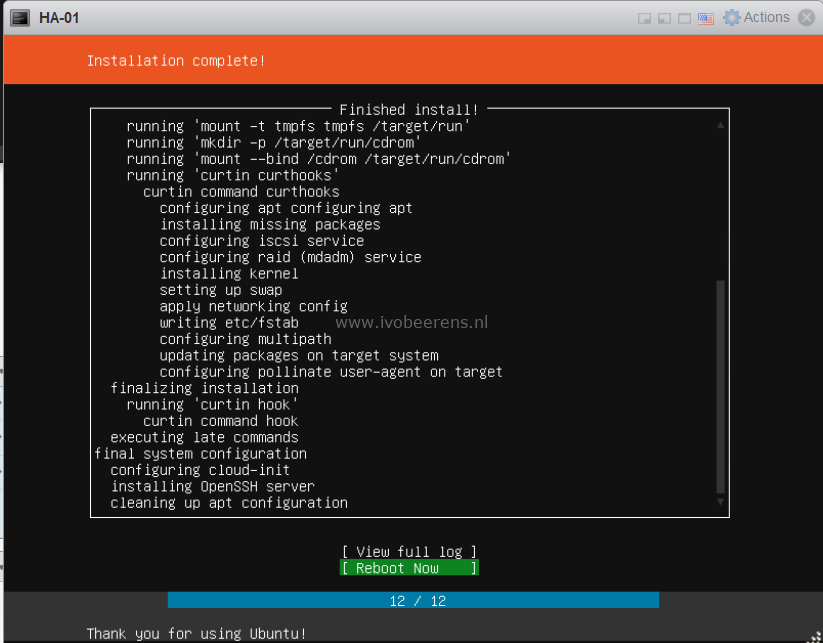 HA-01
Actions
Installation complete!
Finished install!
running 'mount -t tmpfs tmpfs /target/run'
running 'mkdir -p /target/run/cdrom'
running 'mount --bind /cdrom /target/run/cdrom'
running 'curtin curthooks'
curtin command curthooks
configuring apt configuring apt
installing missing packages
configuring iscsi service
configuring raid (mdadm) service
installing kernel
setting up swap
apply networking config
writing etc/fstab
www.ivobeerens.nl
configuring multipath
updating packages on target system
configuring pollinate user-agent on target
finalizing installation
running 'curtin hook'
curtin command hook
executing late commands
final system configuration
configuring cloud-init
installing OpenSSH server
cleaning up apt configuration
[ View full log ]
[ Reboot Now ]
12 / 12
Thank you for using Ubuntu!